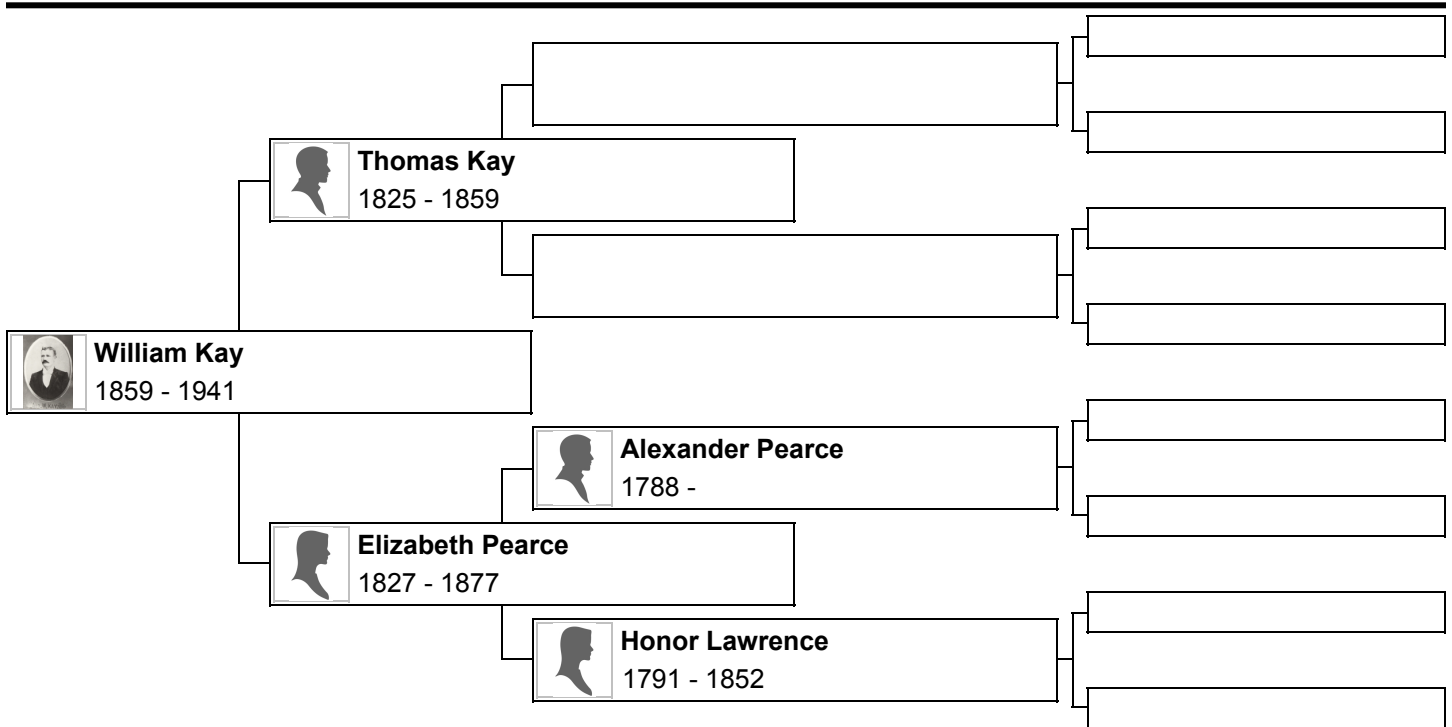 Thomas Kay
1825 - 1859
William Kay
1859 - 1941
Alexander Pearce
1788 -
Elizabeth Pearce
1827 - 1877
Honor Lawrence
1791 - 1852